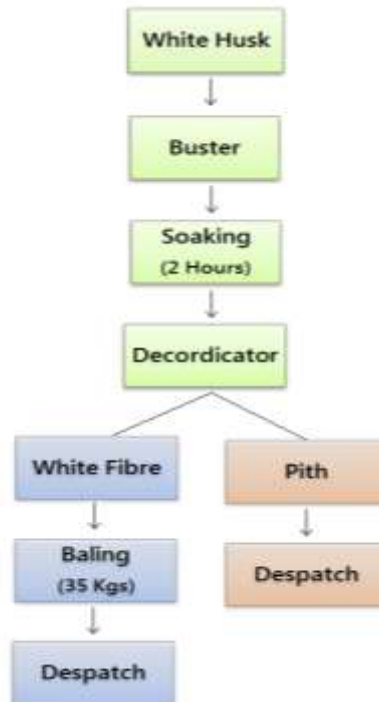 White Husk
Buster
Soaking
(2 Hours)
Decordicator
White Fibre
Pith
Baling
(35 Kgs)
Despatch
Despatch